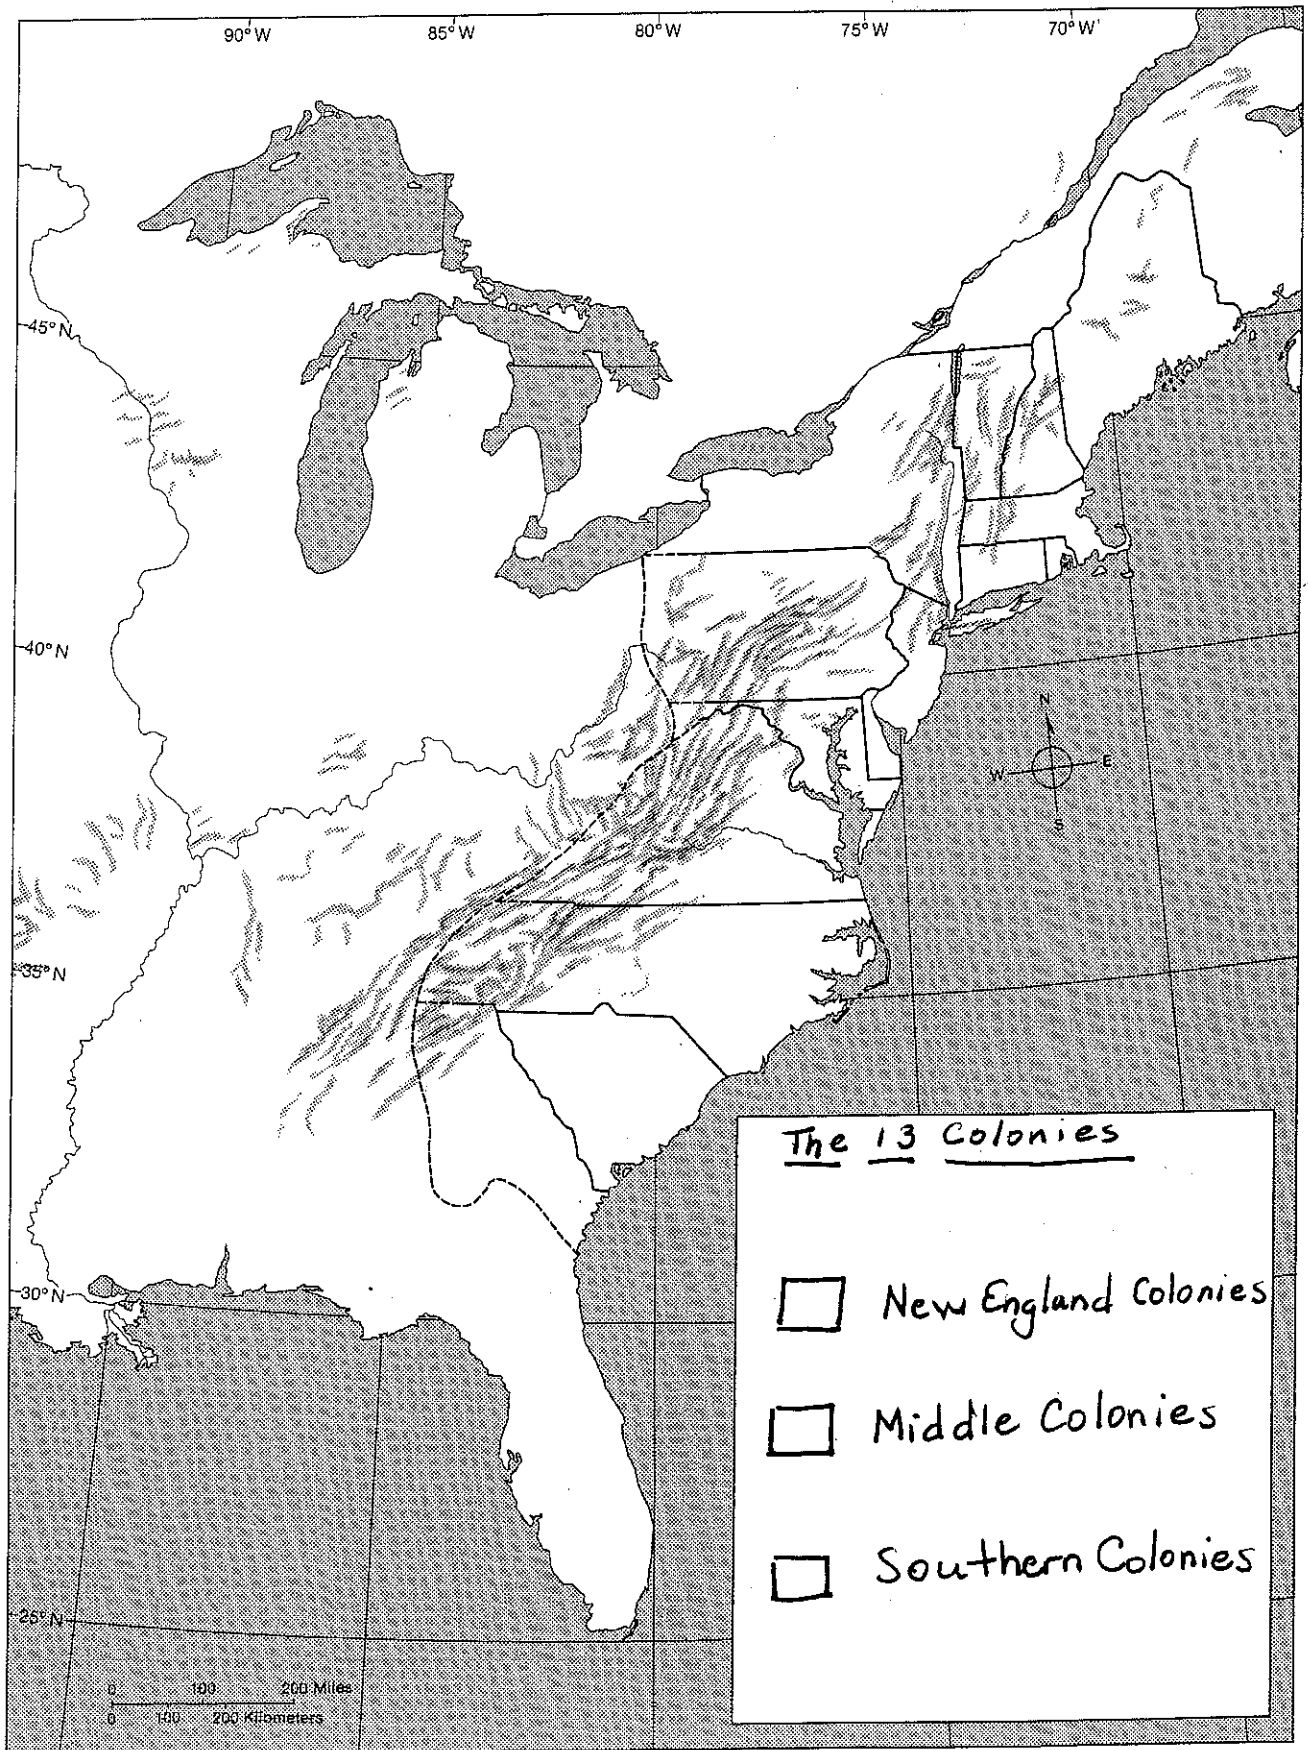 90°W
85°W
80°W
75°W
70°W
45°N
40°N
35°N
30°N
25°N
N
W E
S
The 13 Colonies
New England Colonies
Middle Colonies
Southern Colonies
0 100 200 Miles
0 100 200 Kilometers